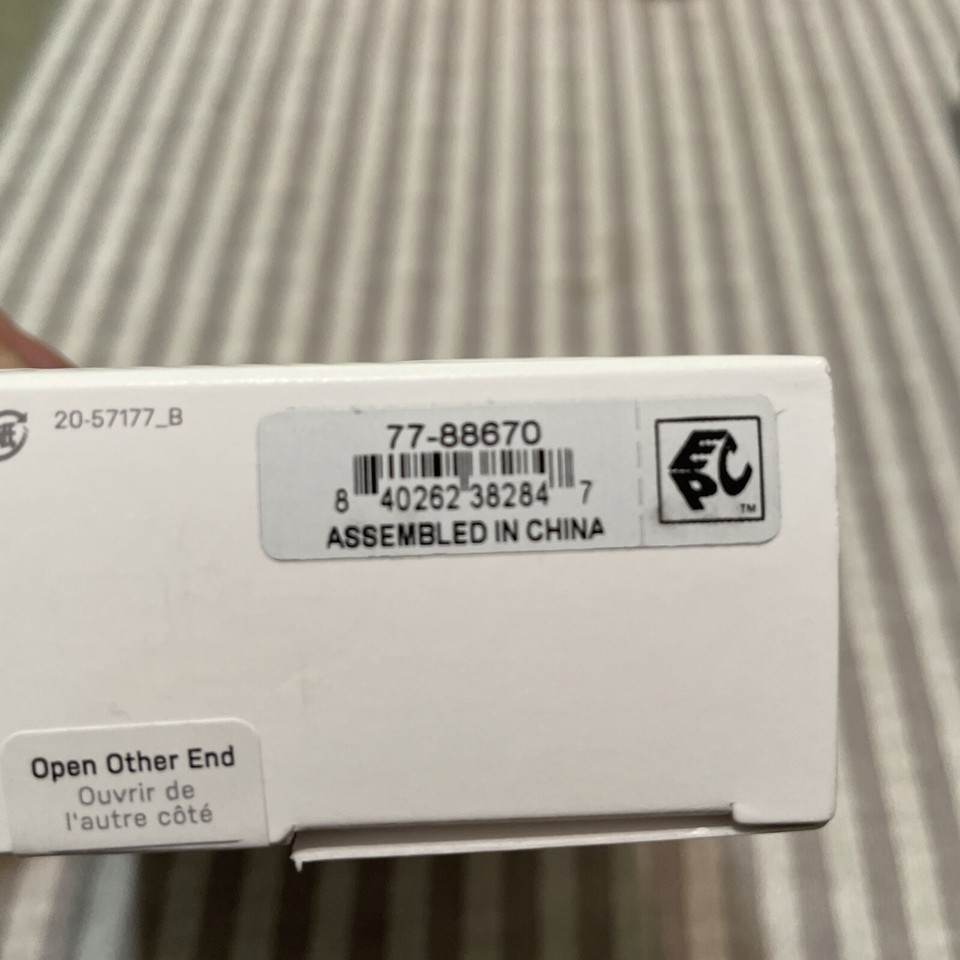 20-57177_B
77-88670
8 40262 38284 7
ASSEMBLED IN CHINA
EPC
TM
Open Other End
Ouvrir de
l'autre côté